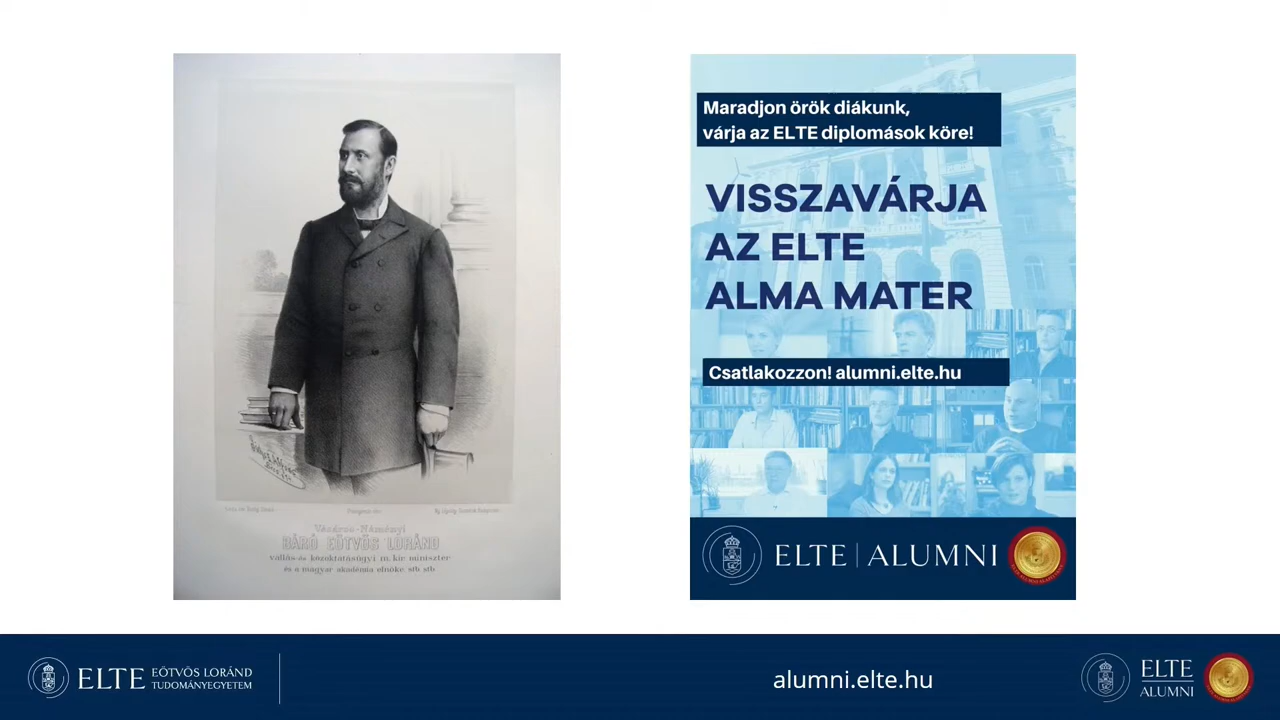 Vásáros-Naményi
BÁRÓ EÖTVÖS LORÁND
vallás-és közoktatásügyi m. kir. miniszter
és a magyar akadémia elnöke stb. stb.
Maradjon örök diákunk,
várja az ELTE diplomások köre!
VISSZAVÁRJA
AZ ELTE
ALMA MATER
Csatlakozzon! alumni.elte.hu
ELTE | ALUMNI
ELTE EÖTVÖS LORÁND
TUDOMÁNYEGYETEM
alumni.elte.hu
ELTE
ALUMNI